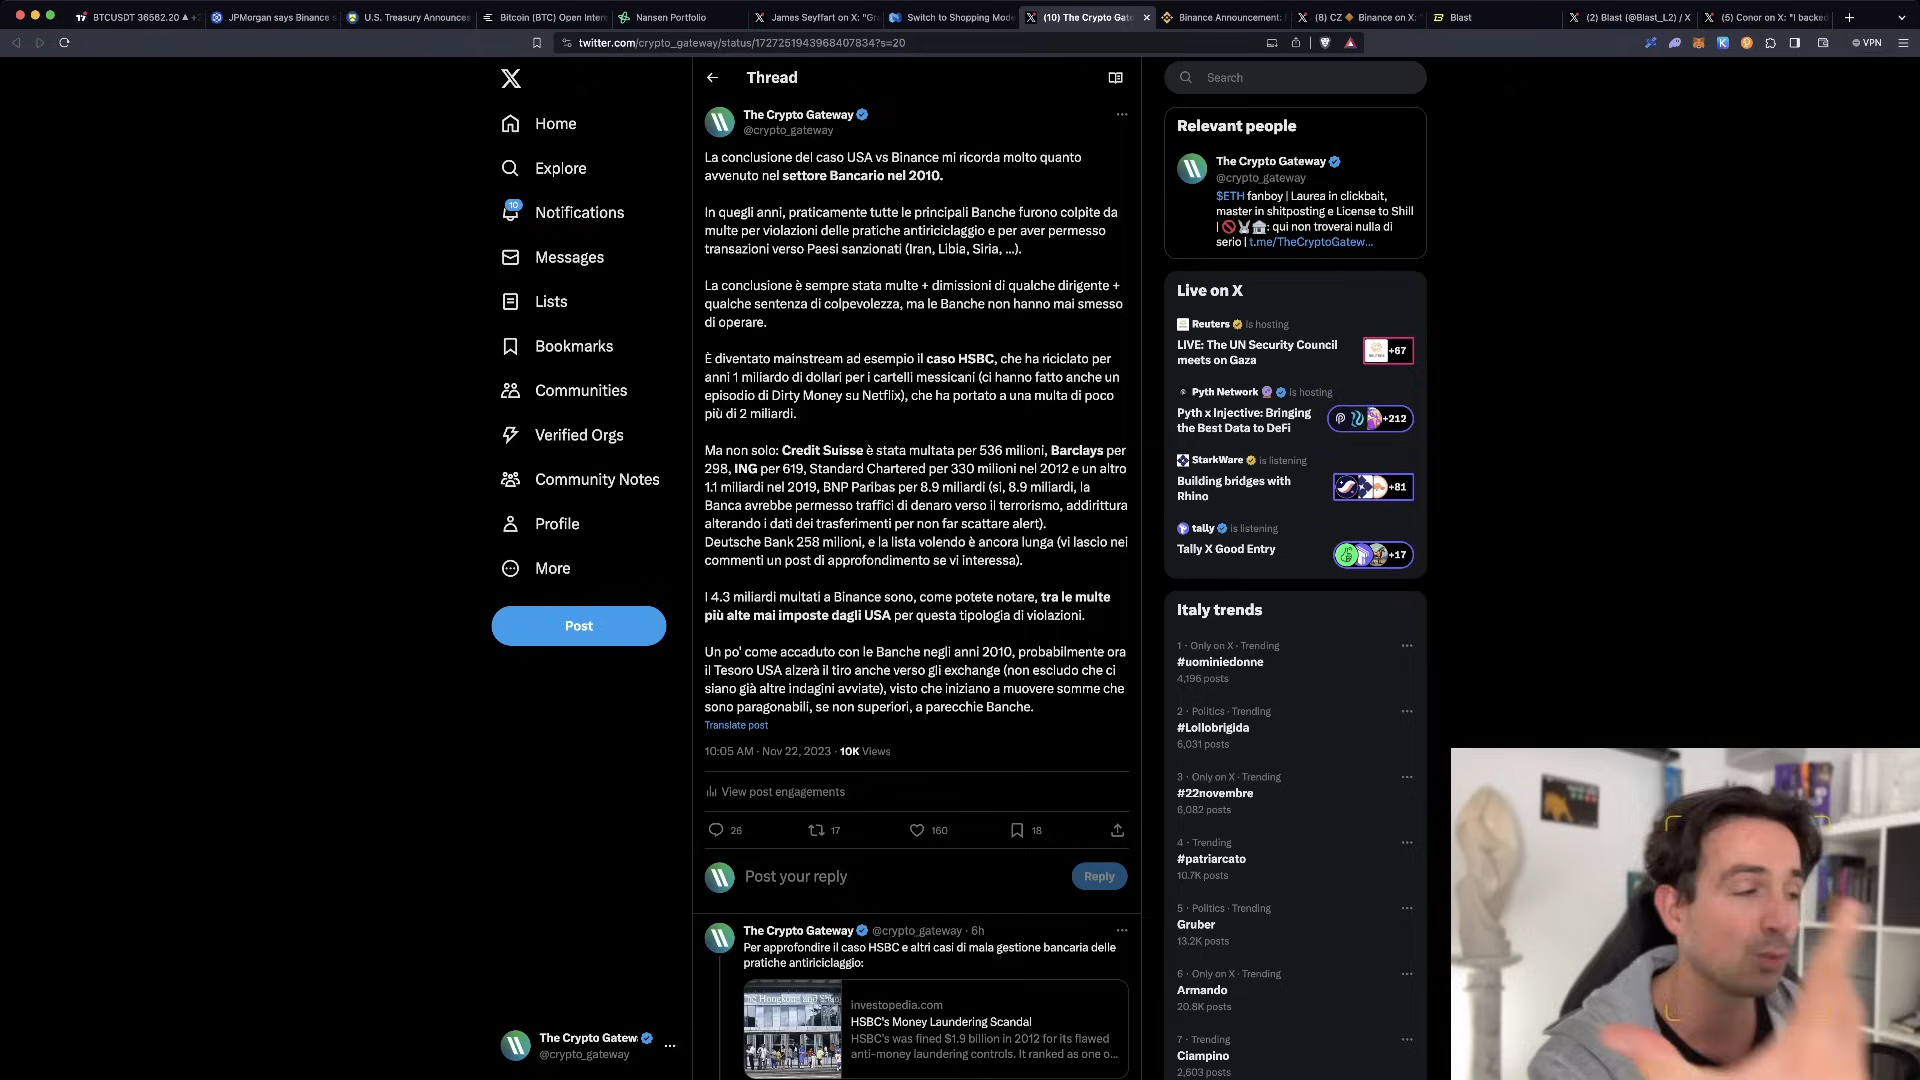 BTCUSDT 36562.20
JPMorgan says Binance s
U.S. Treasury Announces
Bitcoin (BTC) Open Inter
Nansen Portfolio
James Seyffart on X: "Gr
Switch to Shopping Mode
(10) The Crypto Gate
Binance Announcement:
(8) CZ 🔶 Binance on X: "
Blast
(2) Blast (@Blast_L2) / X
(5) Conor on X: "I backed
twitter.com/crypto_gateway/status/1727251943968407834?s=20
VPN
Home
Explore
10
Notifications
Messages
Lists
Bookmarks
Communities
Verified Orgs
Community Notes
Profile
More
Post
The Crypto Gatew
@crypto_gateway
Thread
The Crypto Gateway
@crypto_gateway
La conclusione del caso USA vs Binance mi ricorda molto quanto
avvenuto nel settore Bancario nel 2010.
In quegli anni, praticamente tutte le principali Banche furono colpite da
multe per violazioni delle pratiche antiriciclaggio e per aver permesso
transazioni verso Paesi sanzionati (Iran, Libia, Siria, ...).
La conclusione è sempre stata multe + dimissioni di qualche dirigente +
qualche sentenza di colpevolezza, ma le Banche non hanno mai smesso
di operare.
È diventato mainstream ad esempio il caso HSBC, che ha riciclato per
anni 1 miliardo di dollari per i cartelli messicani (ci hanno fatto anche un
episodio di Dirty Money su Netflix), che ha portato a una multa di poco
più di 2 miliardi.
Ma non solo: Credit Suisse è stata multata per 536 milioni, Barclays per
298, ING per 619, Standard Chartered per 330 milioni nel 2012 e un altro
1.1 miliardi nel 2019, BNP Paribas per 8.9 miliardi (si, 8.9 miliardi, la
Banca avrebbe permesso traffici di denaro verso il terrorismo, addirittura
alterando i dati dei trasferimenti per non far scattare alert).
Deutsche Bank 258 milioni, e la lista volendo è ancora lunga (vi lascio nei
commenti un post di approfondimento se vi interessa).
I 4.3 miliardi multati a Binance sono, come potete notare, tra le multe
più alte mai imposte dagli USA per questa tipologia di violazioni.
Un po' come accaduto con le Banche negli anni 2010, probabilmente ora
il Tesoro USA alzerà il tiro anche verso gli exchange (non escludo che ci
siano già altre indagini avviate), visto che iniziano a muovere somme che
sono paragonabili, se non superiori, a parecchie Banche.
Translate post
10:05 AM · Nov 22, 2023 · 10K Views
View post engagements
26
17
160
18
Post your reply
Reply
The Crypto Gateway @crypto_gateway · 6h
Per approfondire il caso HSBC e altri casi di mala gestione bancaria delle
pratiche antiriciclaggio:
investopedia.com
HSBC's Money Laundering Scandal
HSBC's was fined $1.9 billion in 2012 for its flawed
anti-money laundering controls. It ranked as one o...
Search
Relevant people
The Crypto Gateway
@crypto_gateway
$ETH fanboy | Laurea in clickbait,
master in shitposting e License to Shill
| 🚫🐰🏦: qui non troverai nulla di
serio | t.me/TheCryptoGatew...
Live on X
Reuters is hosting
LIVE: The UN Security Council
meets on Gaza
+67
Pyth Network is hosting
Pyth x Injective: Bringing
the Best Data to DeFi
+212
StarkWare is listening
Building bridges with
Rhino
+81
tally is listening
Tally X Good Entry
+17
Italy trends
1 · Only on X · Trending
#uominiedonne
4,196 posts
2 · Politics · Trending
#Lollobrigida
6,031 posts
3 · Only on X · Trending
#22novembre
6,082 posts
4 · Trending
#patriarcato
10.7K posts
5 · Politics · Trending
Gruber
13.2K posts
6 · Only on X · Trending
Armando
20.8K posts
7 · Trending
Ciampino
2,603 posts